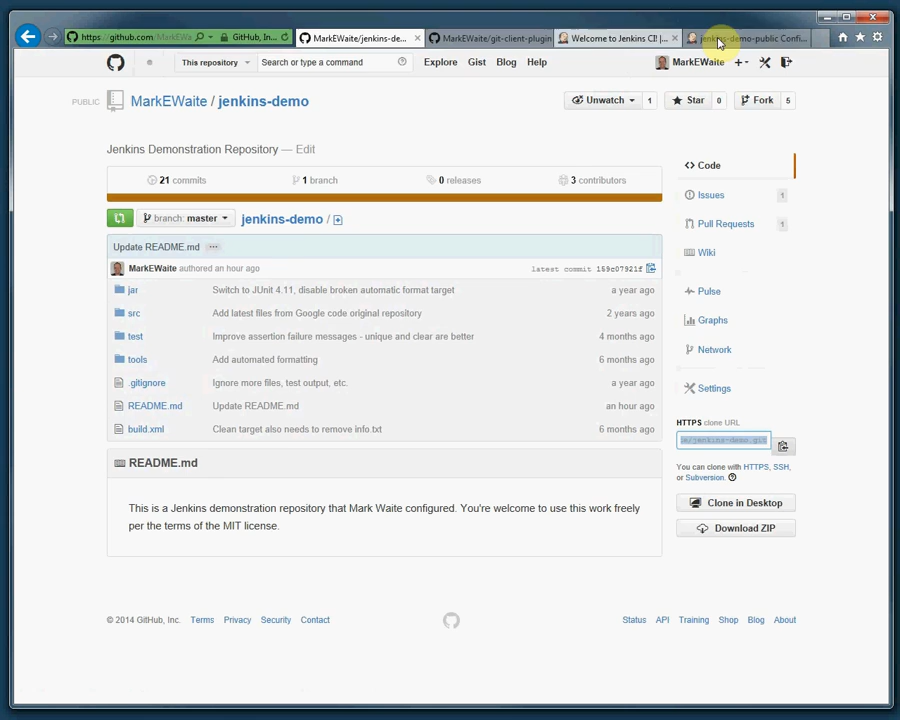 https://github.com/MarkEWa
GitHub, In...
MarkEWaite/jenkins-de...
MarkEWaite/git-client-plugin
Welcome to Jenkins CI! |...
jenkins-demo-public Confi...
This repository
Search or type a command
Explore
Gist
Blog
Help
MarkEWaite
PUBLIC
MarkEWaite / jenkins-demo
Unwatch
1
Star
0
Fork
5
Jenkins Demonstration Repository — Edit
21 commits
1 branch
0 releases
3 contributors
branch: master
jenkins-demo /
Update README.md ...
MarkEWaite authored an hour ago
latest commit 159c07921f
jar
Switch to JUnit 4.11, disable broken automatic format target
a year ago
src
Add latest files from Google code original repository
2 years ago
test
Improve assertion failure messages - unique and clear are better
4 months ago
tools
Add automated formatting
6 months ago
.gitignore
Ignore more files, test output, etc.
a year ago
README.md
Update README.md
an hour ago
build.xml
Clean target also needs to remove info.txt
6 months ago
README.md
This is a Jenkins demonstration repository that Mark Waite configured. You're welcome to use this work freely
per the terms of the MIT license.
Code
Issues
1
Pull Requests
1
Wiki
Pulse
Graphs
Network
Settings
HTTPS clone URL
/jenkins-demo.git
You can clone with HTTPS, SSH,
or Subversion.
Clone in Desktop
Download ZIP
© 2014 GitHub, Inc.
Terms
Privacy
Security
Contact
Status
API
Training
Shop
Blog
About